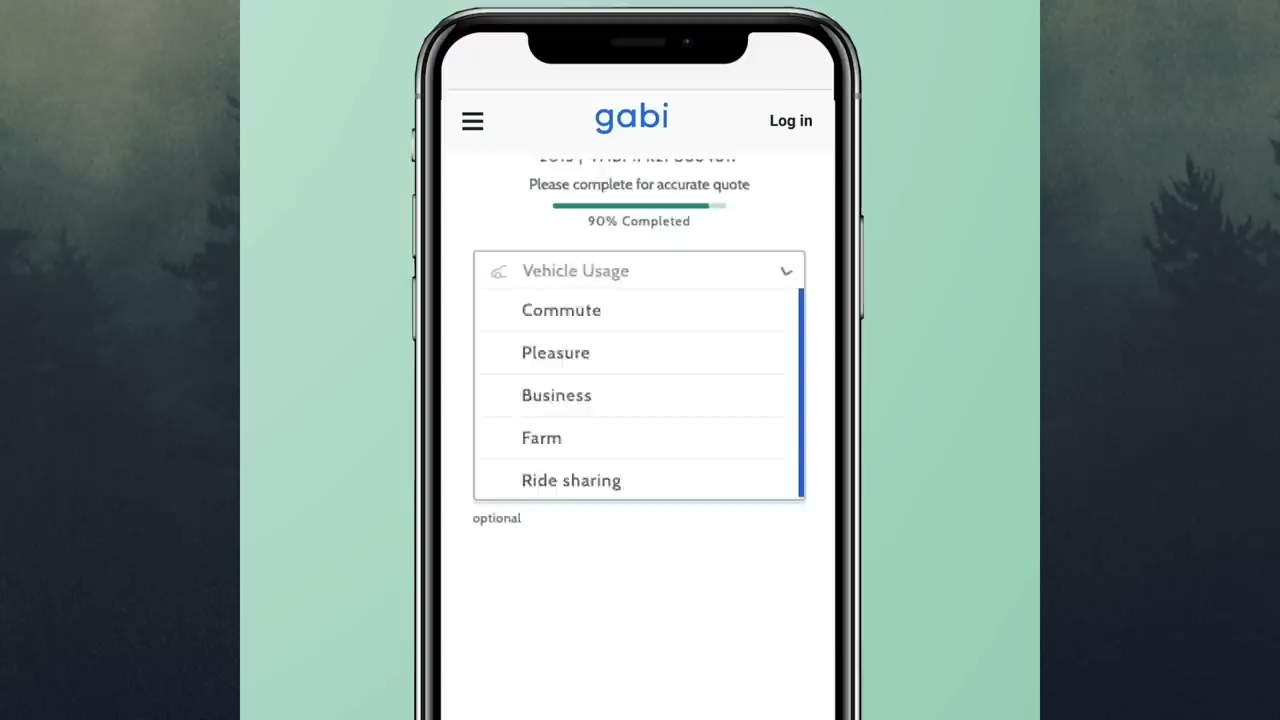 gabi
Log in
Please complete for accurate quote
90% Completed
Vehicle Usage
Commute
Pleasure
Business
Farm
Ride sharing
optional